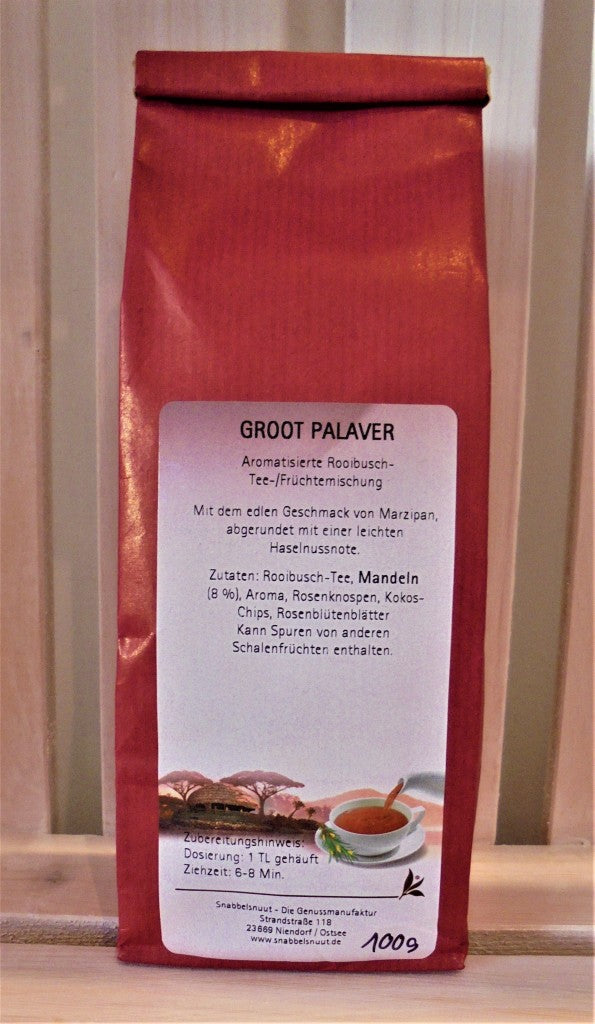 GROOT PALAVER
Aromatisierte Rooibusch-
Tee-/Früchtemischung
Mit dem edlen Geschmack von Marzipan,
abgerundet mit einer leichten
Haselnussnote.
Zutaten: Rooibusch-Tee, Mandeln
(8 %), Aroma, Rosenknospen, Kokos-
Chips, Rosenblütenblätter
Kann Spuren von anderen
Schalenfrüchten enthalten.
Zubereitungshinweis:
Dosierung: 1 TL gehäuft
Ziehzeit: 6-8 Min.
Snabbelsnuut - Die Genussmanufaktur
Strandstraße 118
23669 Niendorf / Ostsee
www.snabbelsnuut.de
100g